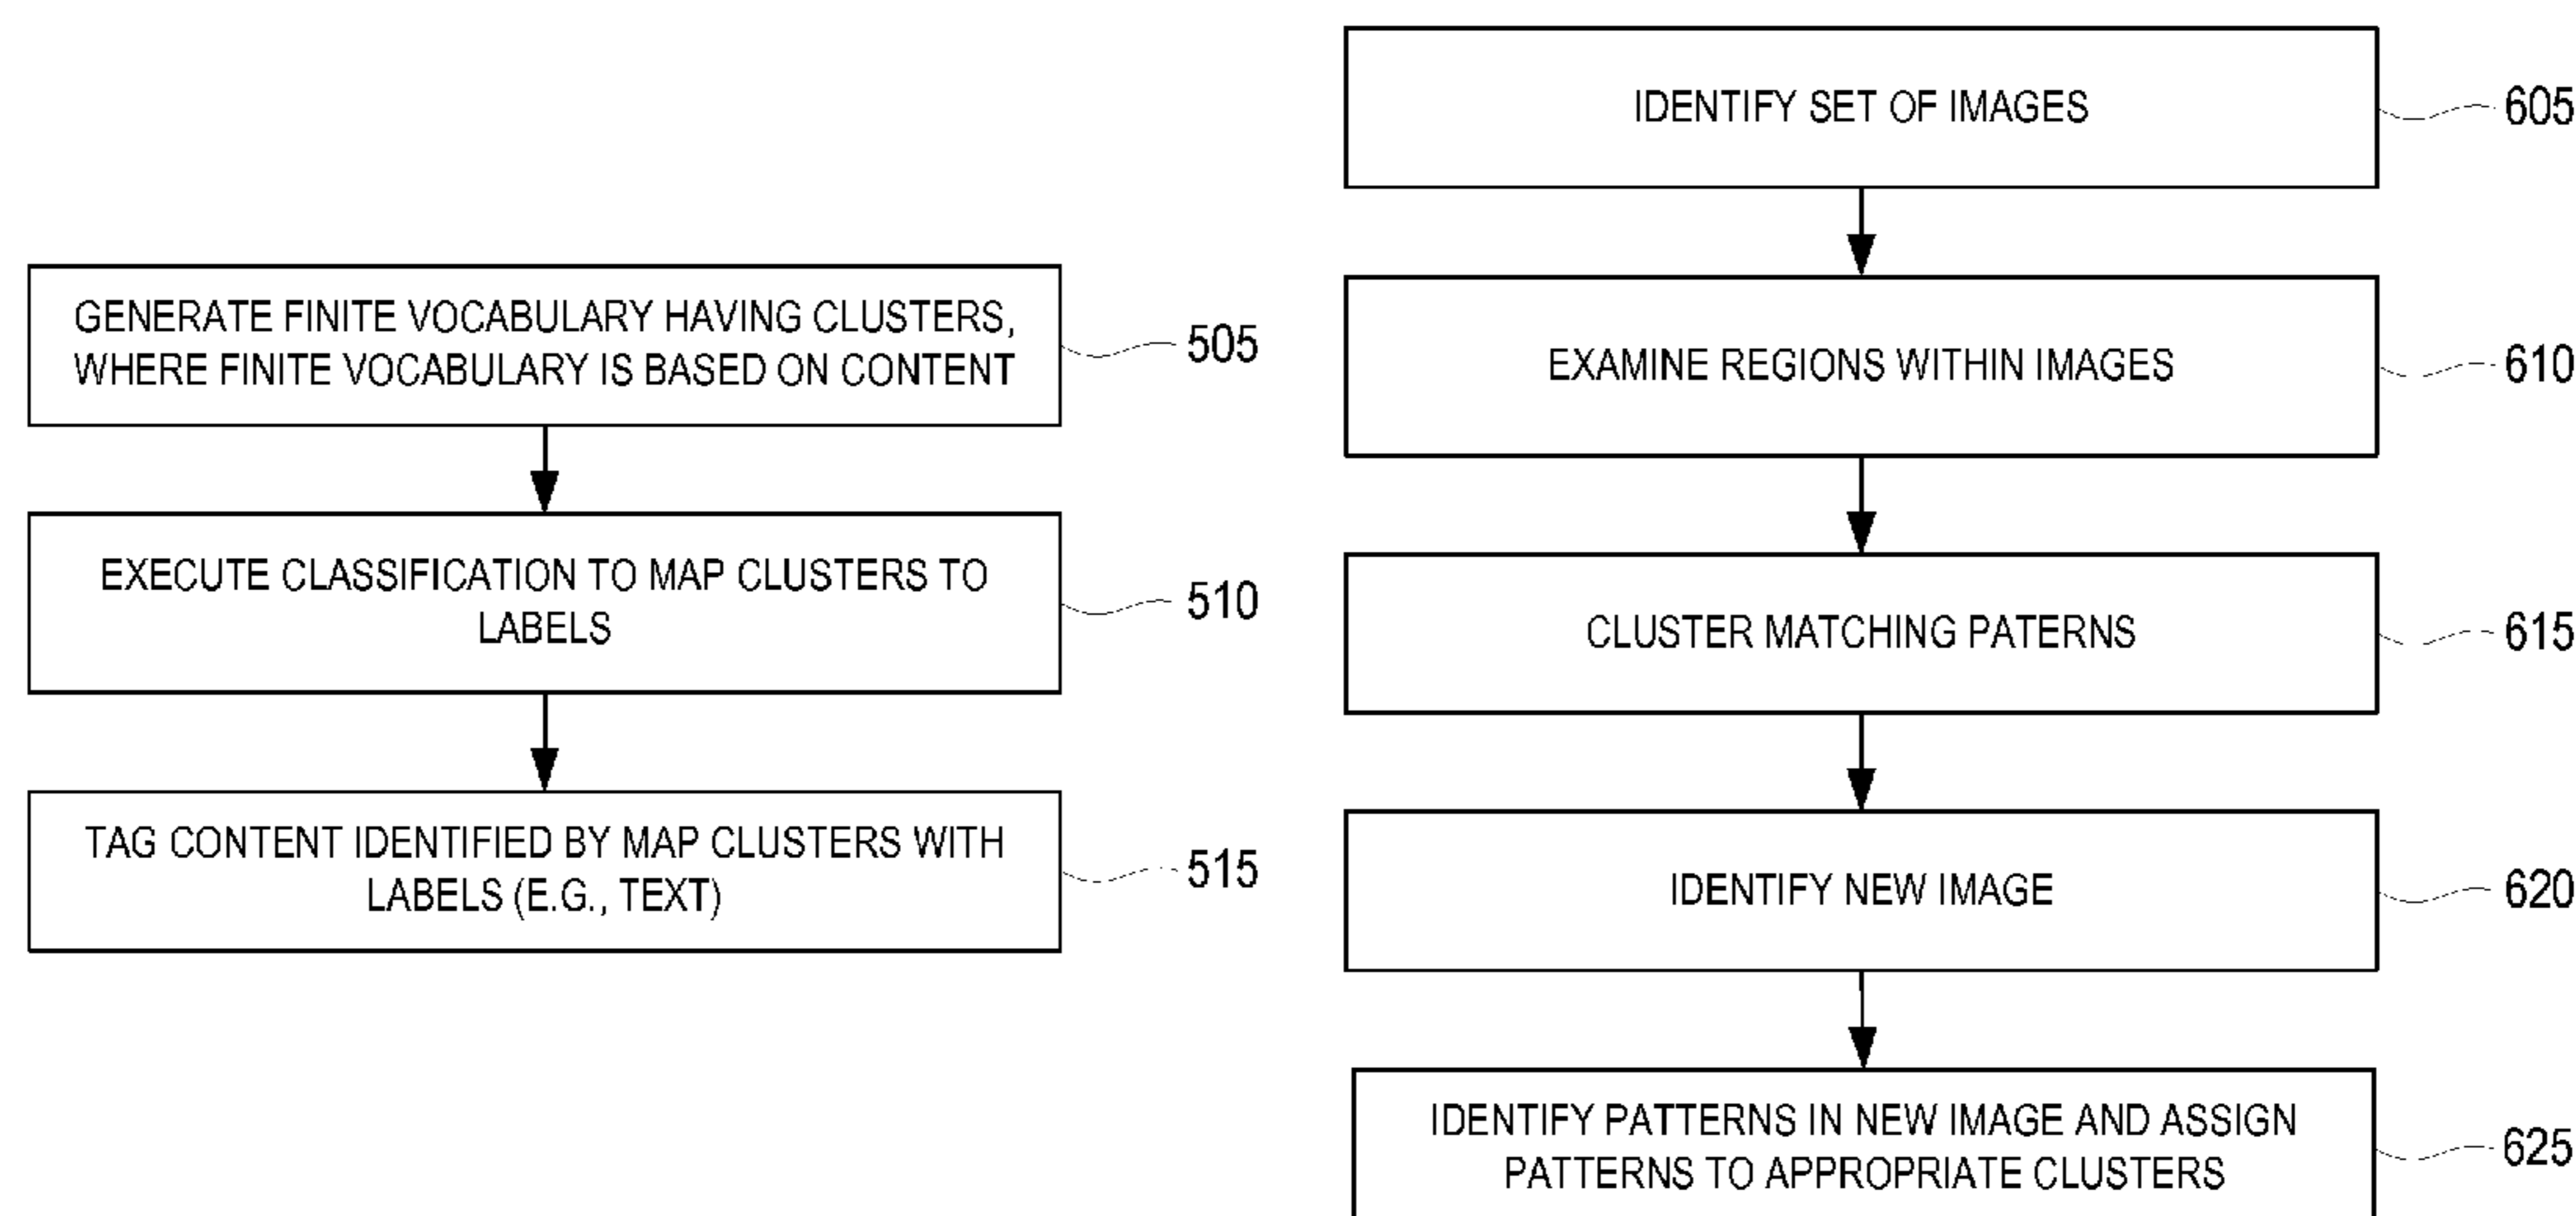 GENERATE FINITE VOCABULARY HAVING CLUSTERS,
WHERE FINITE VOCABULARY IS BASED ON CONTENT
505
EXECUTE CLASSIFICATION TO MAP CLUSTERS TO
LABELS
510
TAG CONTENT IDENTIFIED BY MAP CLUSTERS WITH
LABELS (E.G., TEXT)
515
IDENTIFY SET OF IMAGES
605
EXAMINE REGIONS WITHIN IMAGES
610
CLUSTER MATCHING PATERNS
615
IDENTIFY NEW IMAGE
620
IDENTIFY PATTERNS IN NEW IMAGE AND ASSIGN
PATTERNS TO APPROPRIATE CLUSTERS
625